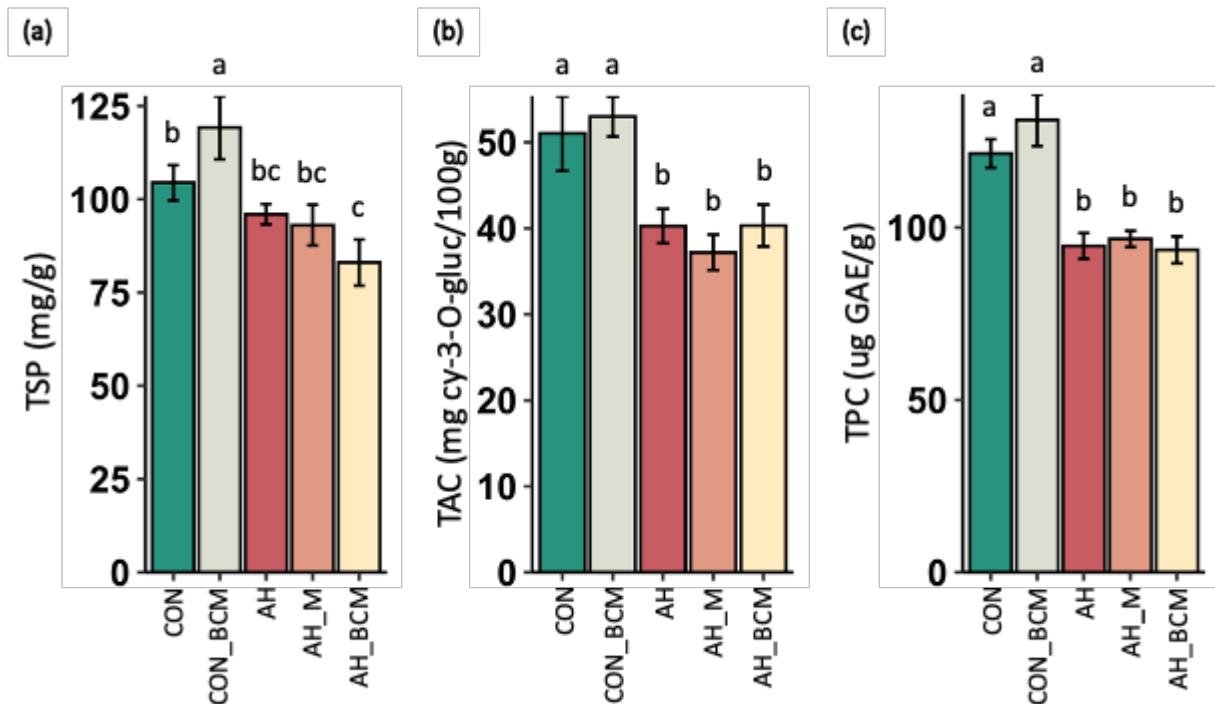 (a)
a
b
bc
bc
c
125
100
75
50
25
0
TSP (mg/g)
CON
CON_BCM
AH
AH_M
AH_BCM
(b)
a
a
b
b
b
50
40
30
20
10
0
TAC (mg cy-3-O-gluc/100g)
CON
CON_BCM
AH
AH_M
AH_BCM
(c)
a
a
b
b
b
100
50
0
TPC (ug GAE/g)
CON
CON_BCM
AH
AH_M
AH_BCM